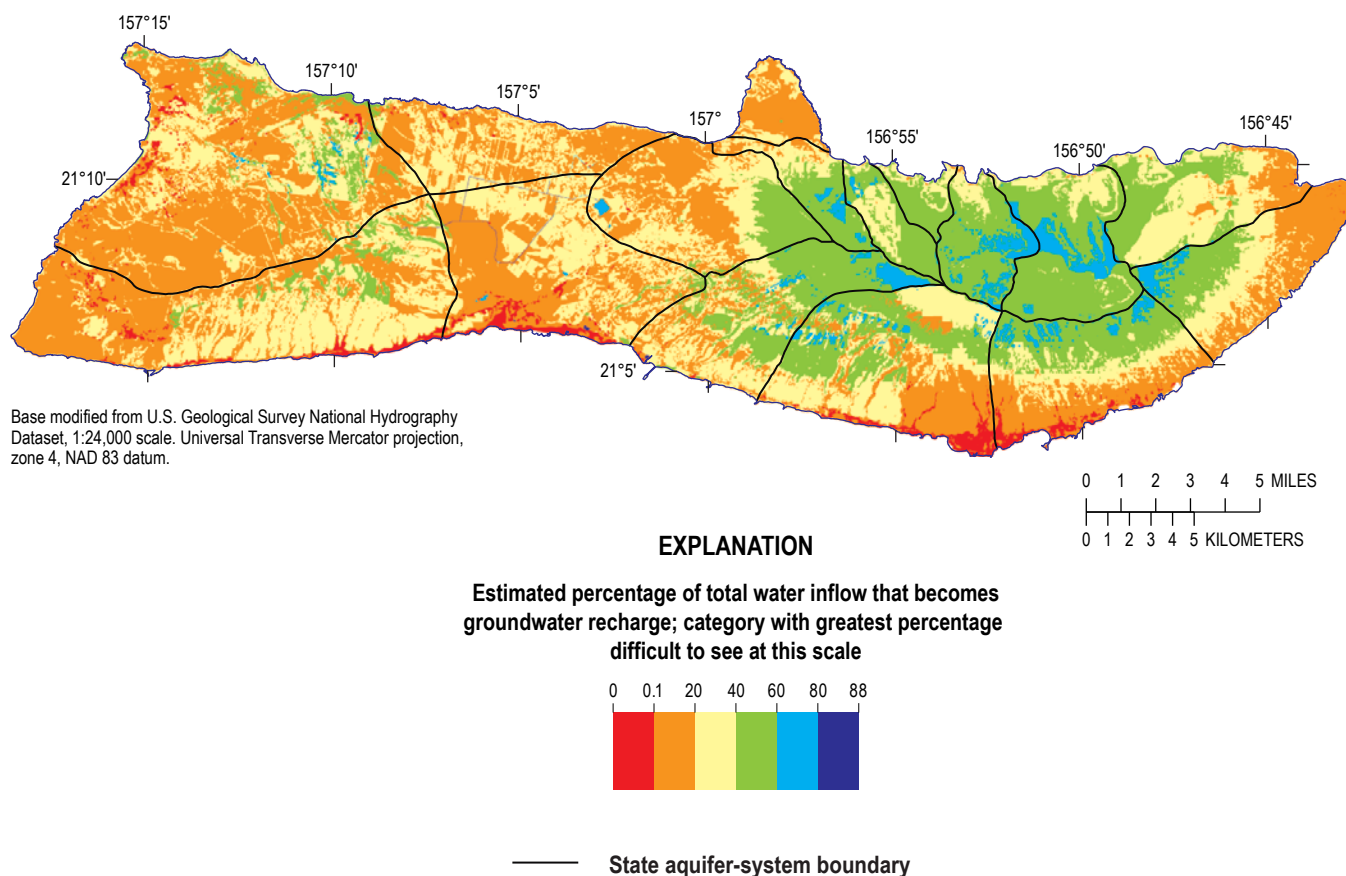 157°15'
157°10'
157°5'
157°
156°55'
156°50'
156°45'
21°10'
21°5'
Base modified from U.S. Geological Survey National Hydrography
Dataset, 1:24,000 scale. Universal Transverse Mercator projection,
zone 4, NAD 83 datum.
0 1 2 3 4 5 MILES
0 1 2 3 4 5 KILOMETERS
EXPLANATION
Estimated percentage of total water inflow that becomes
groundwater recharge; category with greatest percentage
difficult to see at this scale
0 0.1 20 40 60 80 88
State aquifer-system boundary